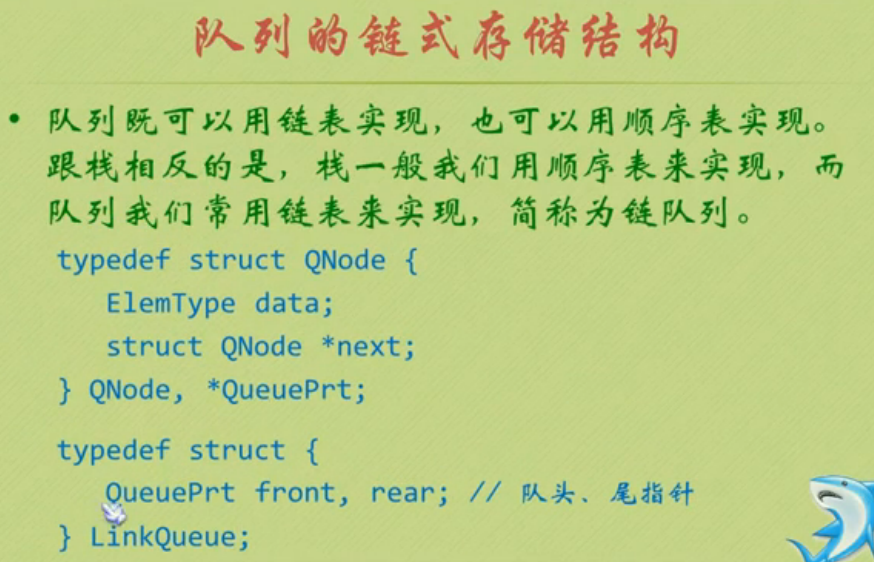 队列的链式存储结构
• 队列既可以用链表实现，也可以用顺序表实现。
跟栈相反的是，栈一般我们用顺序表来实现，而
队列我们常用链表来实现，简称为链队列。
typedef struct QNode {
ElemType data;
struct QNode *next;
} QNode, *QueuePrt;
typedef struct {
QueuePrt front, rear; // 队头、尾指针
} LinkQueue;